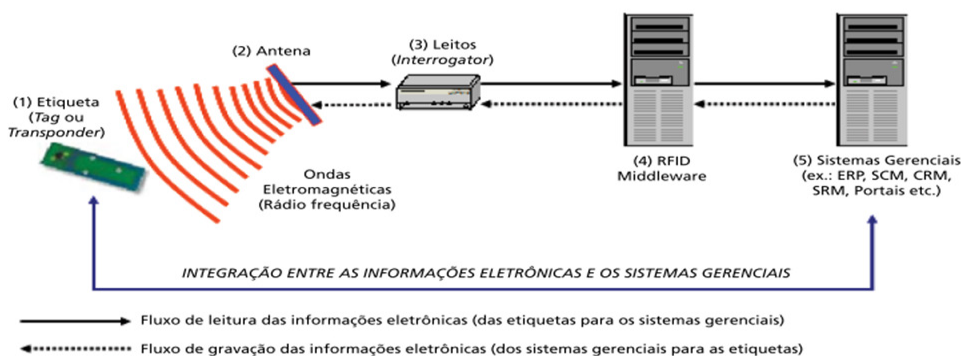 (1) Etiqueta
(Tag ou
Transponder)
(2) Antena
Ondas
Eletromagnéticas
(Rádio frequência)
(3) Leitos
(Interrogator)
(4) RFID
Middleware
(5) Sistemas Gerenciais
(ex.: ERP, SCM, CRM,
SRM, Portais etc.)
INTEGRAÇÃO ENTRE AS INFORMAÇÕES ELETRÔNICAS E OS SISTEMAS GERENCIAIS
Fluxo de leitura das informações eletrônicas (das etiquetas para os sistemas gerenciais)
Fluxo de gravação das informações eletrônicas (dos sistemas gerenciais para as etiquetas)